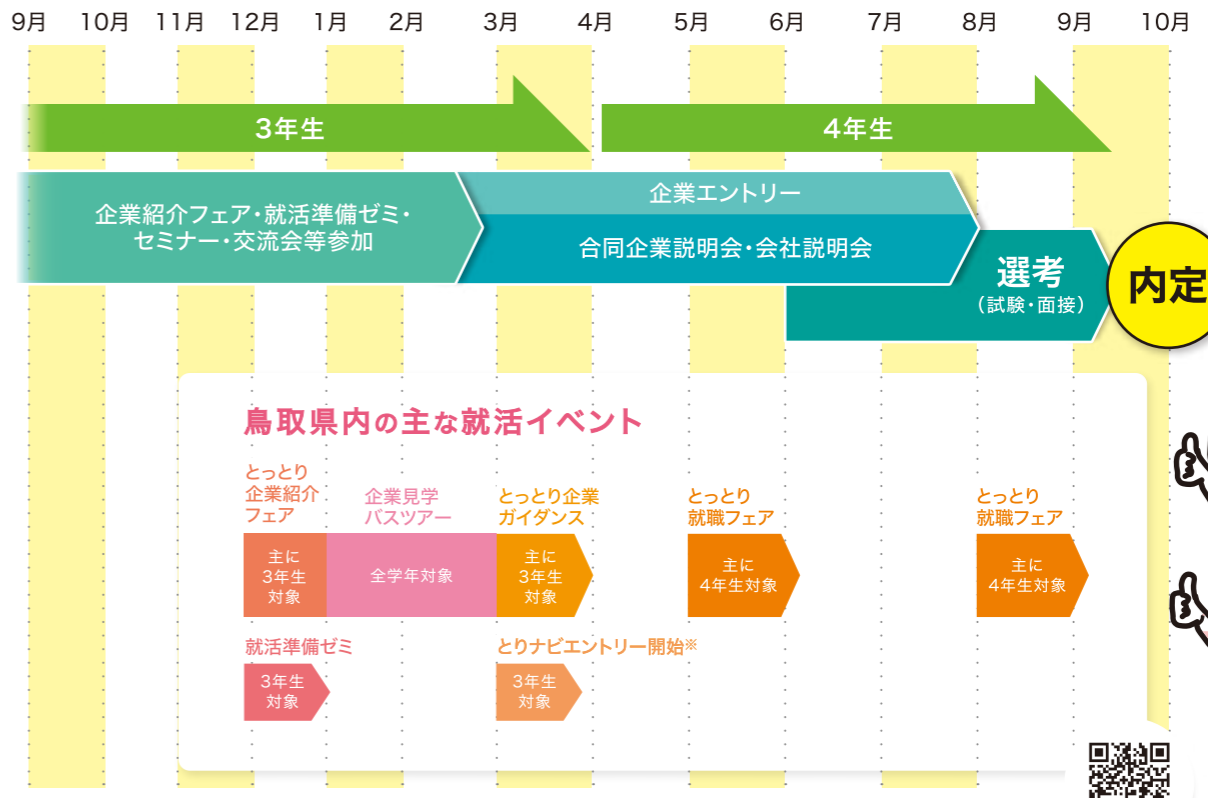 9月 10月 11月 12月 1月 2月 3月 4月 5月 6月 7月 8月 9月 10月
3年生
4年生
企業紹介フェア・就活準備ゼミ・
セミナー・交流会等参加
企業エントリー
合同企業説明会・会社説明会
選考
（試験・面接）
内定
鳥取県内の主な就活イベント
とっとり
企業紹介
フェア
主に
3年生
対象
企業見学
バスツアー
全学年対象
とっとり企業
ガイダンス
主に
3年生
対象
とっとり
就職フェア
主に
4年生対象
とっとり
就職フェア
主に
4年生対象
就活準備ゼミ
3年生
対象
とりナビエントリー開始※
3年生
対象